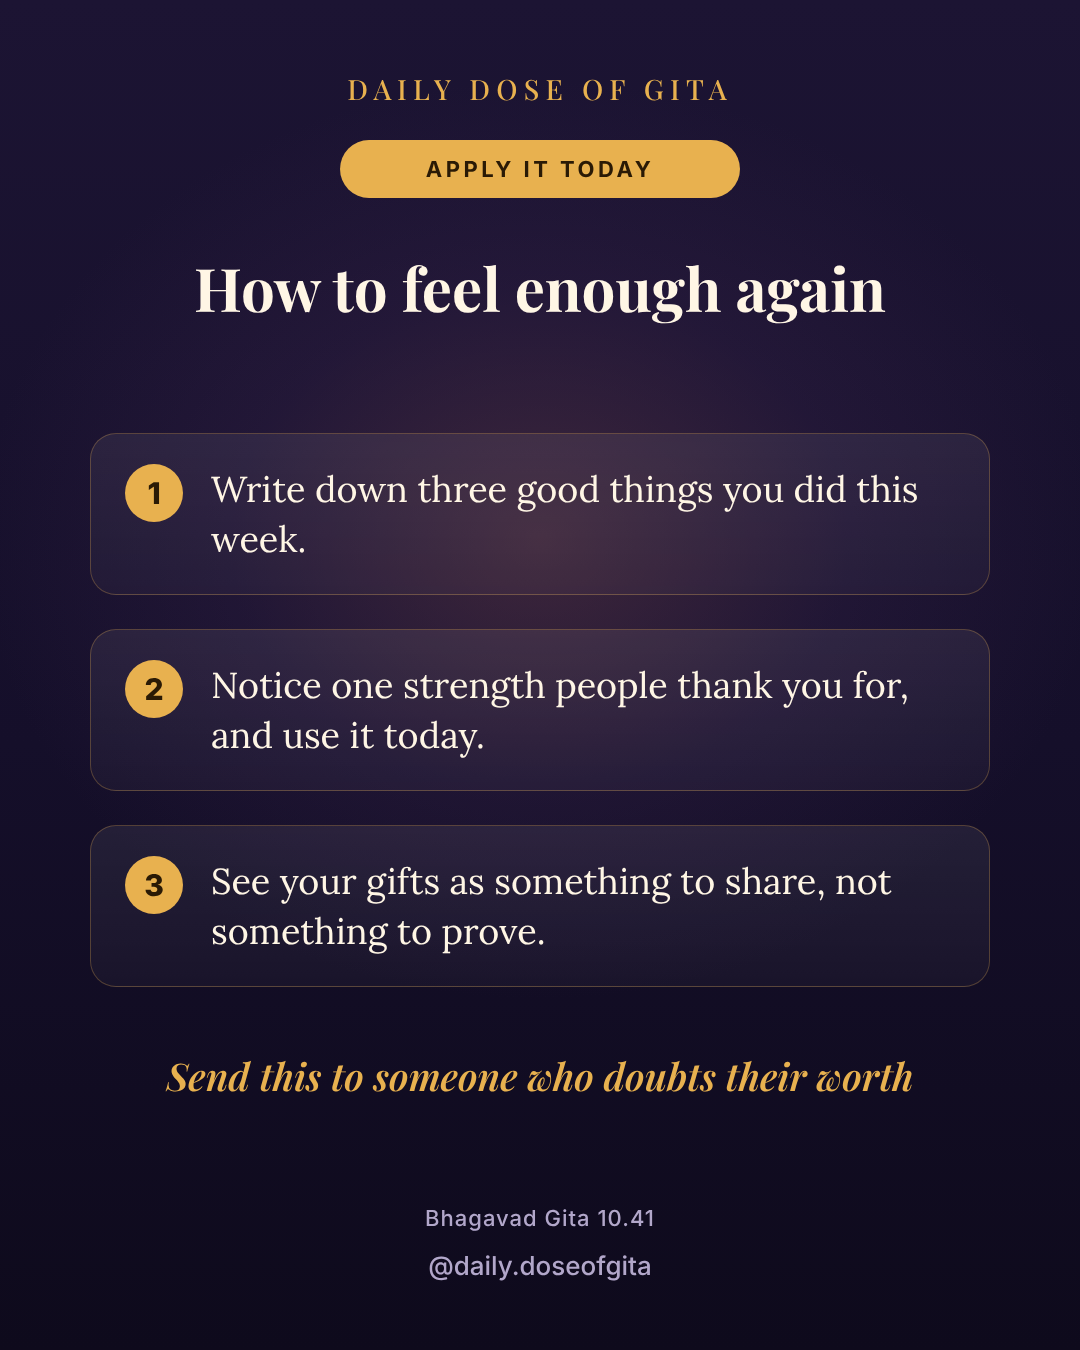 DAILY DOSE OF GITA
APPLY IT TODAY
How to feel enough again
1
Write down three good things you did this
week.
2
Notice one strength people thank you for,
and use it today.
3
See your gifts as something to share, not
something to prove.
Send this to someone who doubts their worth
Bhagavad Gita 10.41
@daily.doseofgita